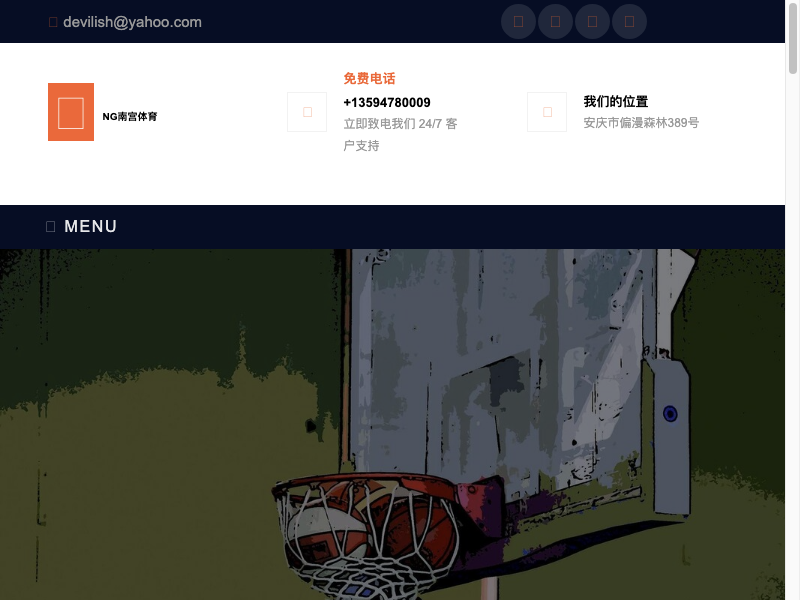 devilish@yahoo.com
NG南宫体育
免费电话
+13594780009
立即致电我们 24/7 客
户支持
我们的位置
安庆市偏漫森林389号
MENU